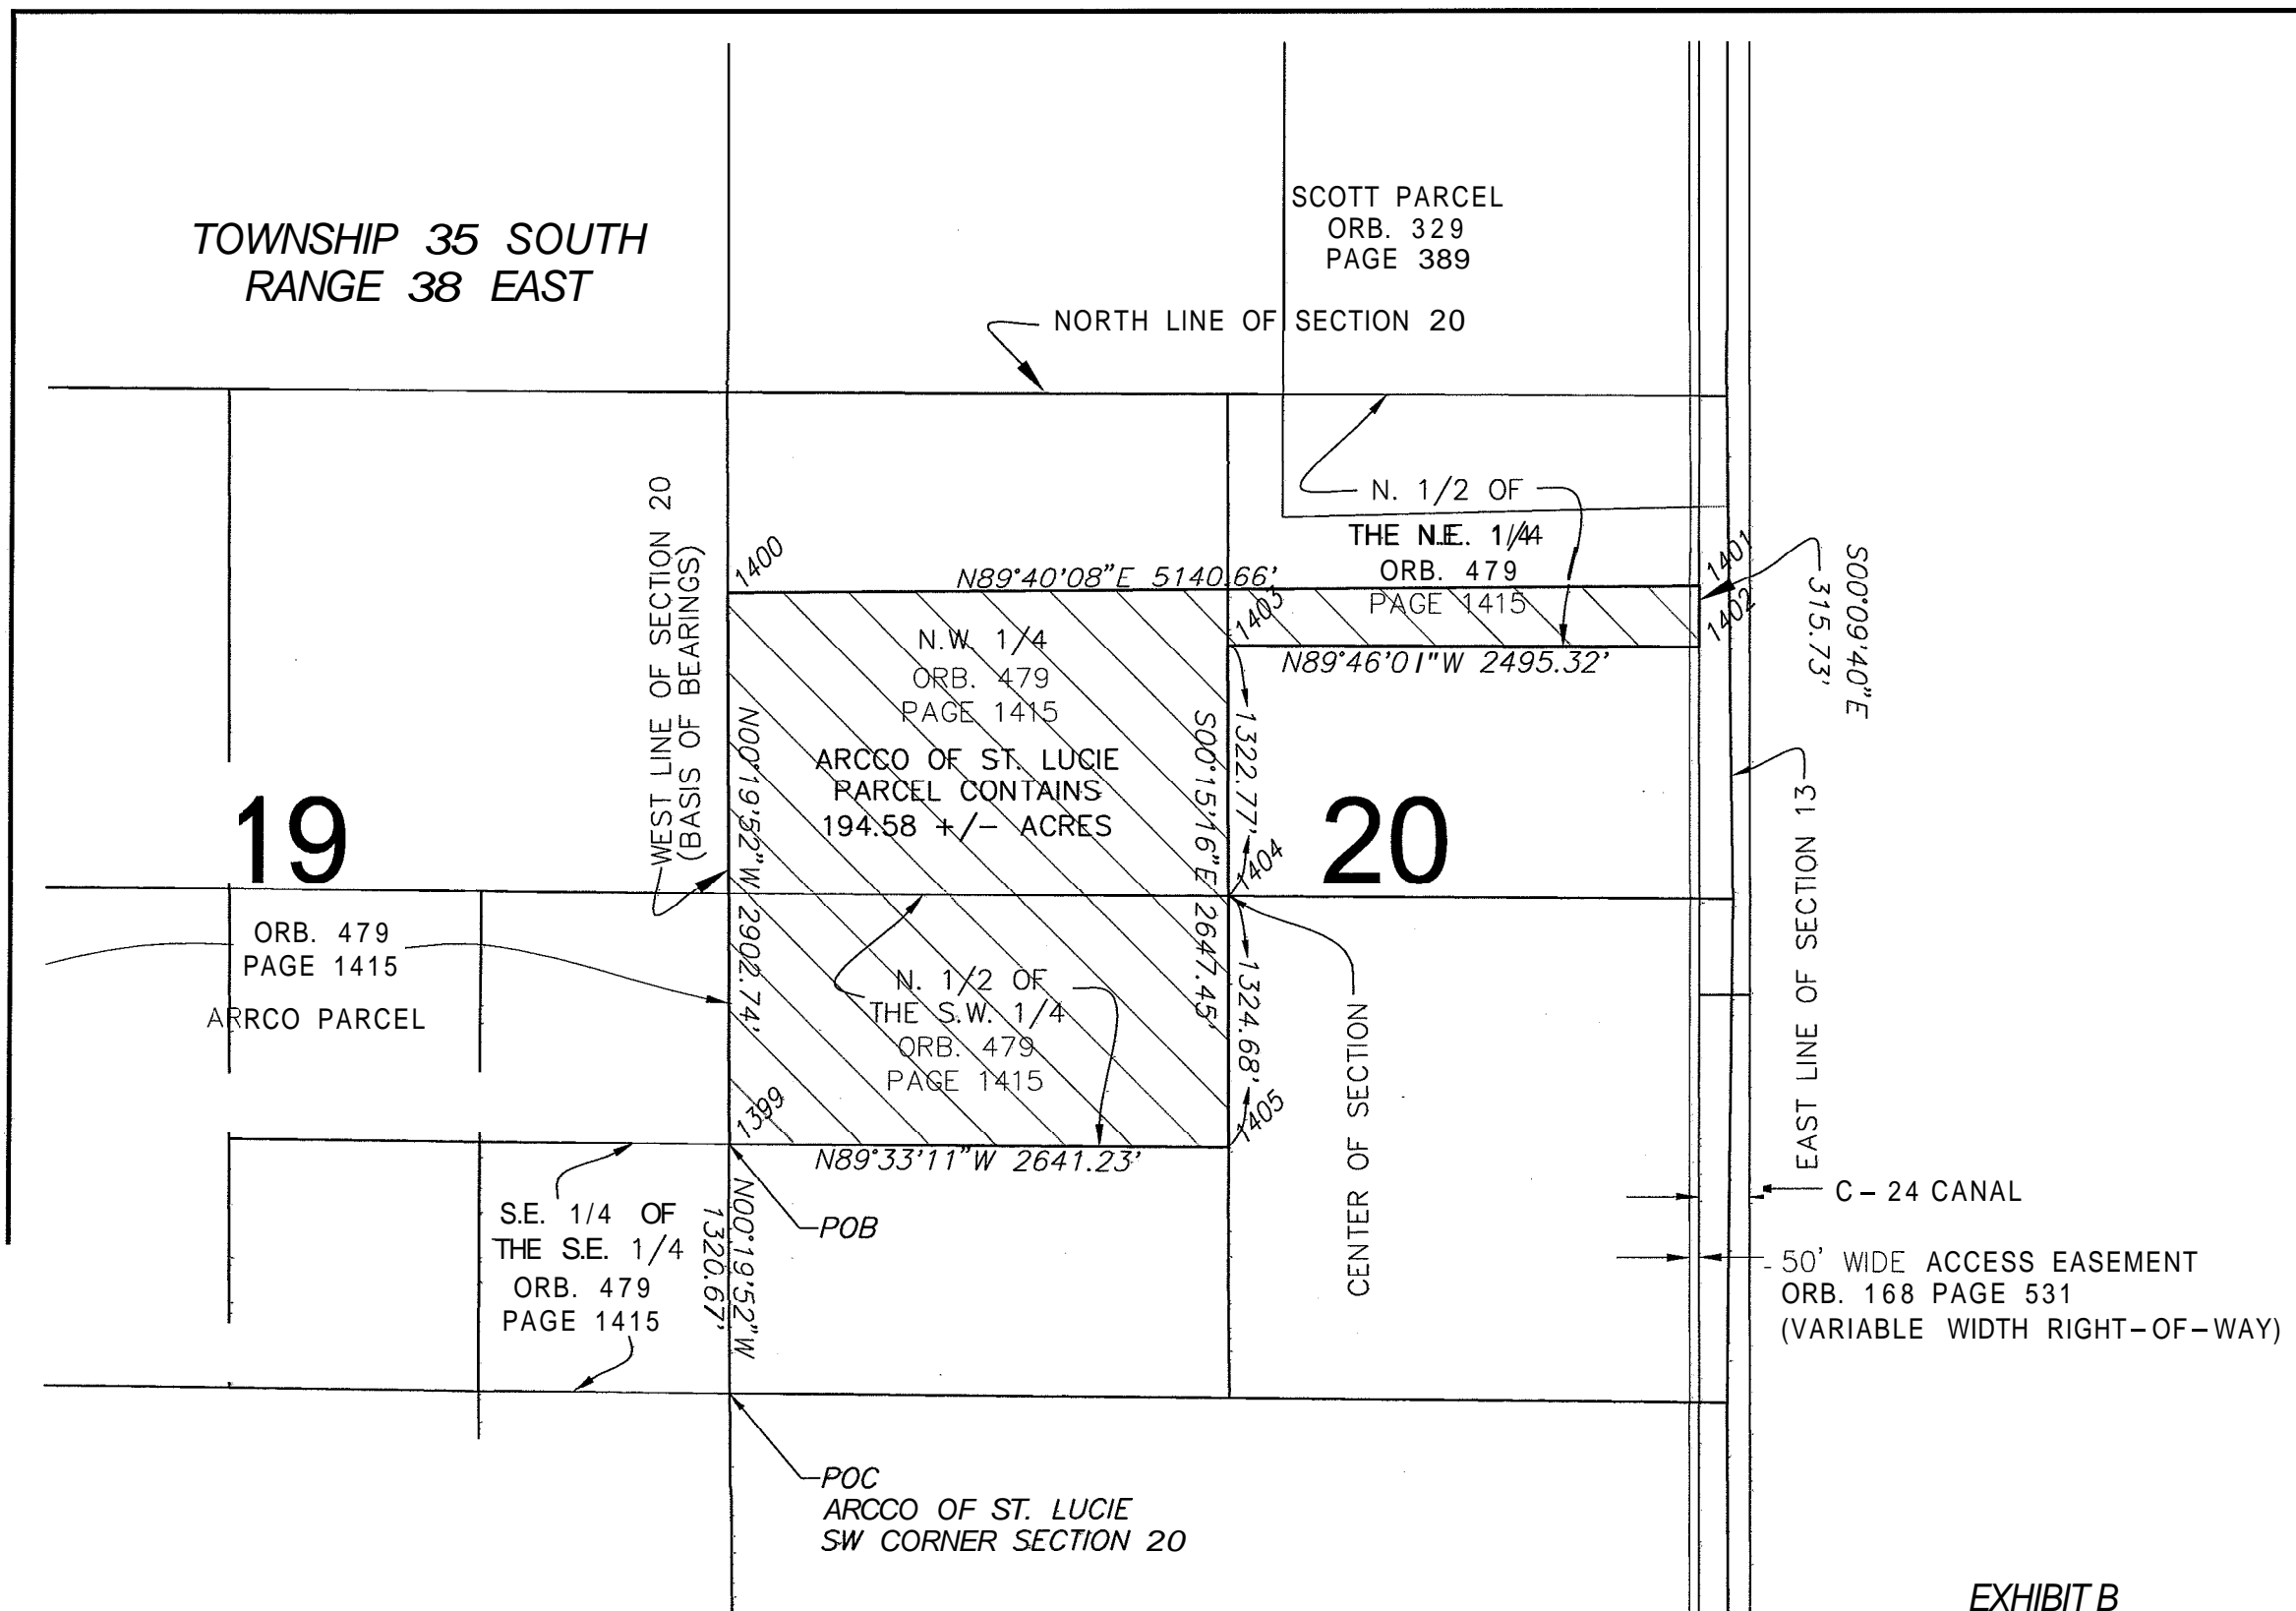 TOWNSHIP 35 SOUTH
RANGE 38 EAST
SCOTT PARCEL
ORB. 329
PAGE 389
NORTH LINE OF SECTION 20
N. 1/2 OF
THE N.E. 1/4
ORB. 479
PAGE 1415
WEST LINE OF SECTION 20
(BASIS OF BEARINGS)
1400
N89°40'08"E 5140.66'
1401
1402
S00°09'40"E
315.73'
1403
N89°46'01"W 2495.32'
N.W. 1/4
ORB. 479
PAGE 1415
ARCCO OF ST. LUCIE
PARCEL CONTAINS
194.58 +/- ACRES
N00°19'52"W 2902.74'
S00°15'16"E 2647.45'
1322.77'
1404
19
20
EAST LINE OF SECTION 13
ORB. 479
PAGE 1415
ARRCO PARCEL
N. 1/2 OF
THE S.W. 1/4
ORB. 479
PAGE 1415
1324.68'
1399
1405
N89°33'11"W 2641.23'
CENTER OF SECTION
C-24 CANAL
S.E. 1/4 OF
THE S.E. 1/4
ORB. 479
PAGE 1415
N00°19'52"W
1320.67'
POB
50' WIDE ACCESS EASEMENT
ORB. 168 PAGE 531
(VARIABLE WIDTH RIGHT-OF-WAY)
POC
ARCCO OF ST. LUCIE
SW CORNER SECTION 20
EXHIBIT B